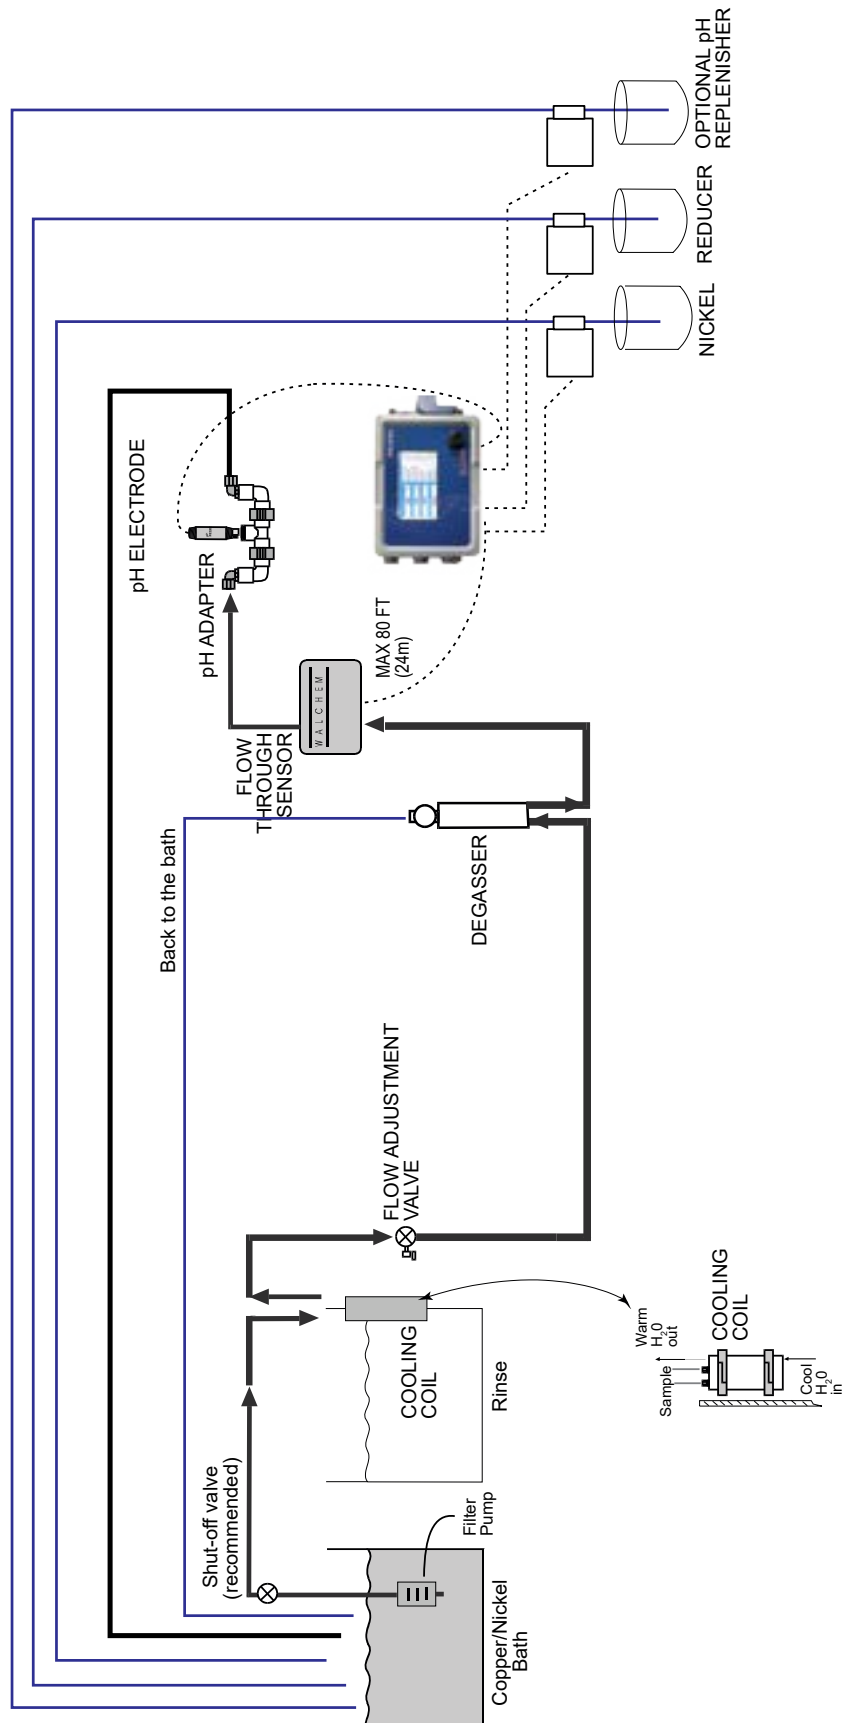 Shut-off valve
(recommended)
Filter
Pump
Copper/Nickel
Bath
COOLING
COIL
Rinse
FLOW ADJUSTMENT
VALVE
Back to the bath
DEGASSER
FLOW
THROUGH
SENSOR
WALCHEM
MAX 80 FT
(24m)
pH ADAPTER
pH ELECTRODE
NICKEL
REDUCER
OPTIONAL pH
REPLENISHER
Sample
Warm
H20
out
COOLING
COIL
Cool
H20
in